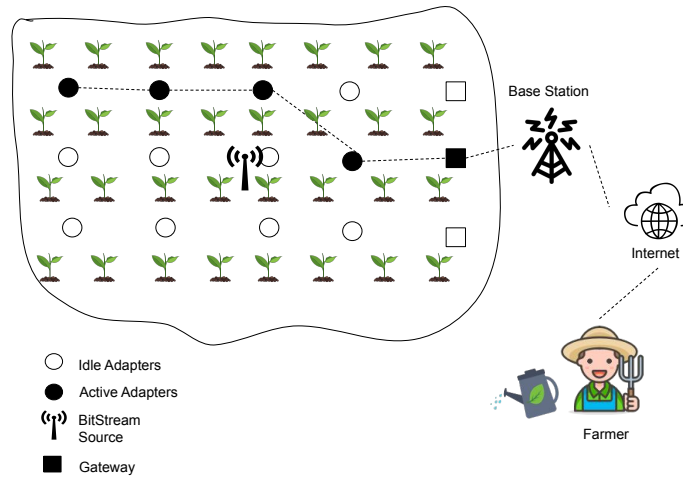 Base Station
Internet
Idle Adapters
Active Adapters
BitStream
Source
Gateway
Farmer